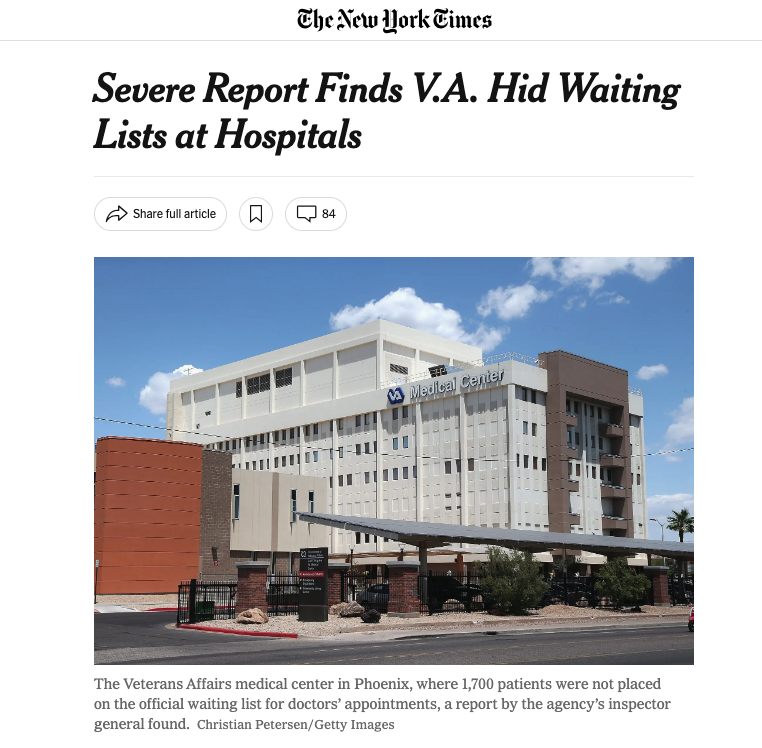 The New York Times
Severe Report Finds V.A. Hid Waiting
Lists at Hospitals
Share full article
84
VA Medical Center
The Veterans Affairs medical center in Phoenix, where 1,700 patients were not placed
on the official waiting list for doctors’ appointments, a report by the agency’s inspector
general found. Christian Petersen/Getty Images